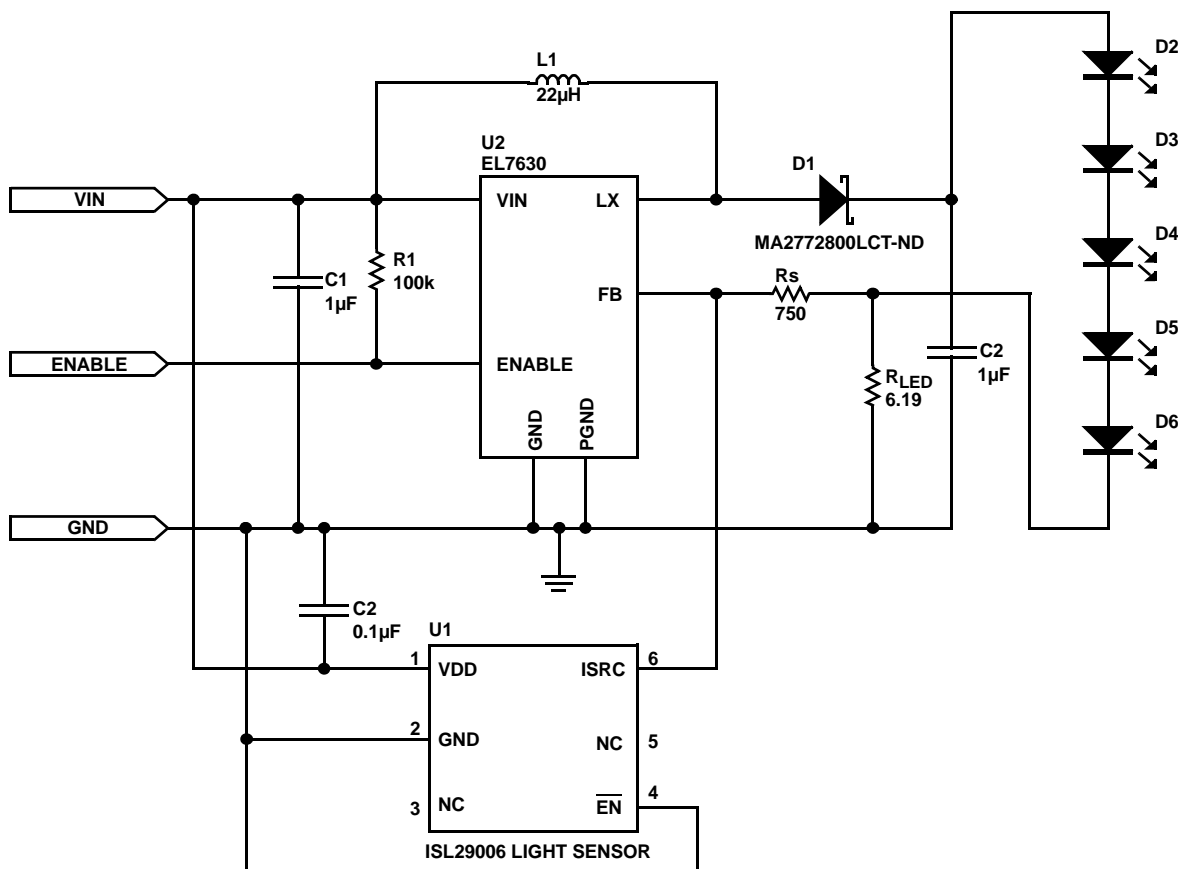 D2
L1
22µH
U2
EL7630
D3
D1
VIN
VIN
LX
MA2772800LCT-ND
D4
R1
100k
C1
1µF
FB
Rs
750
D5
ENABLE
ENABLE
C2
1µF
RLED
6.19
D6
GND
PGND
GND
C2
0.1µF
U1
1
VDD
ISRC
6
2
GND
NC
5
3
NC
EN
4
ISL29006 LIGHT SENSOR